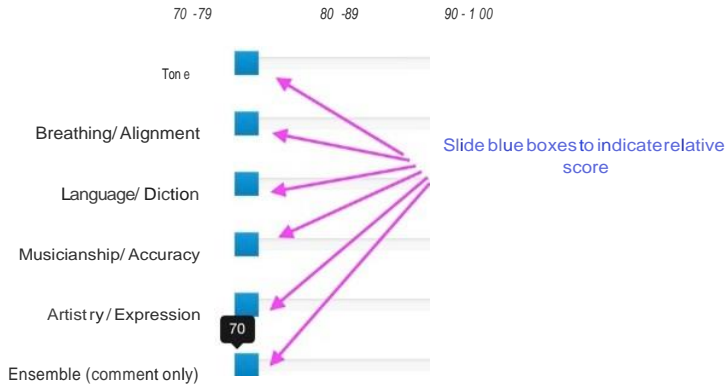 70 -79 80 -89 90 - 1 00
Ton e
Breathing/ Alignment
Slide blue boxes to indicate relative
score
Language/ Diction
Musicianship/ Accuracy
Artist ry / Expression
70
Ensemble (comment only)